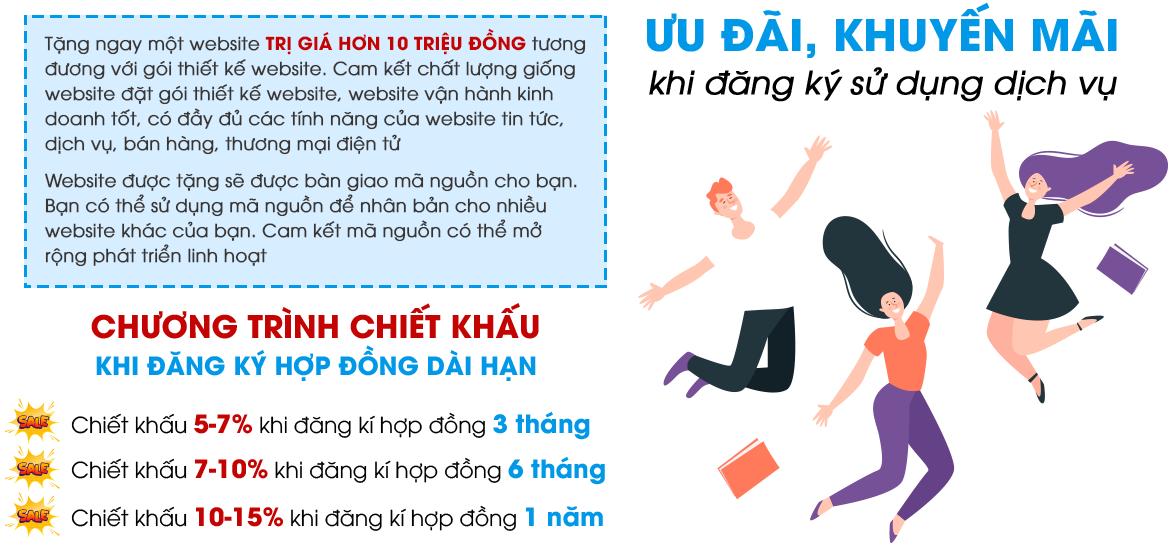 Tặng ngay một website TRỊ GIÁ HƠN 10 TRIỆU ĐỒNG tương
đương với gói thiết kế website. Cam kết chất lượng giống
website đặt gói thiết kế website, website vận hành kinh
doanh tốt, có đầy đủ các tính năng của website tin tức,
dịch vụ, bán hàng, thương mại điện tử
Website được tặng sẽ được bàn giao mã nguồn cho bạn.
Bạn có thể sử dụng mã nguồn để nhân bản cho nhiều
website khác của bạn. Cam kết mã nguồn có thể mở
rộng phát triển linh hoạt
CHƯƠNG TRÌNH CHIẾT KHẤU
KHI ĐĂNG KÝ HỢP ĐỒNG DÀI HẠN
SALE Chiết khấu 5-7% khi đăng kí hợp đồng 3 tháng
SALE Chiết khấu 7-10% khi đăng kí hợp đồng 6 tháng
SALE Chiết khấu 10-15% khi đăng kí hợp đồng 1 năm
ƯU ĐÃI, KHUYẾN MÃI
khi đăng ký sử dụng dịch vụ